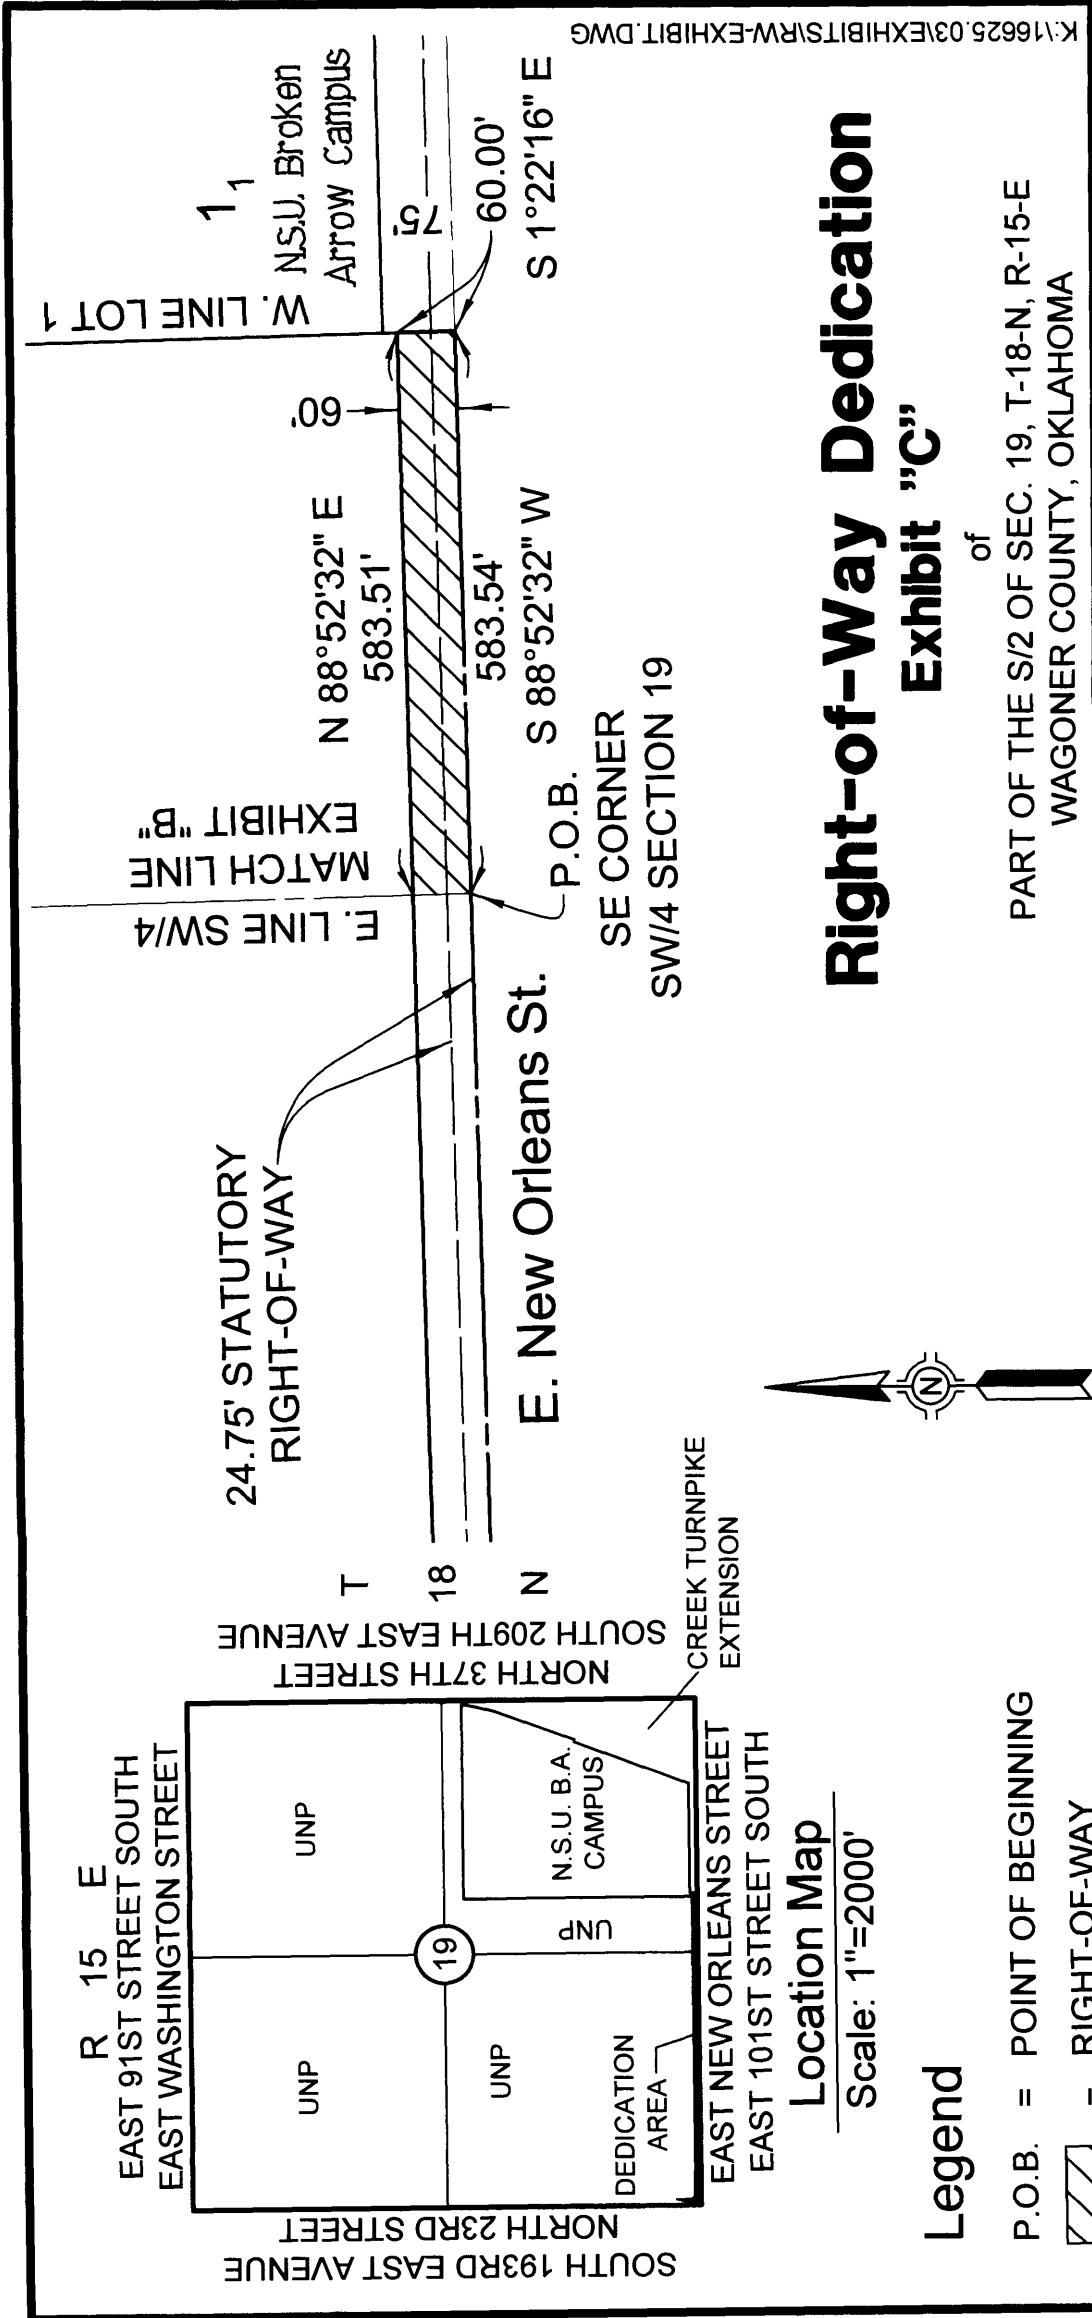 R 15 E
EAST 91ST STREET SOUTH
EAST WASHINGTON STREET
SOUTH 193RD EAST AVENUE
NORTH 23RD STREET
UNP
UNP
19
UNP
UNP
N.S.U. B.A.
CAMPUS
DEDICATION
AREA
NORTH 37TH STREET
SOUTH 209TH EAST AVENUE
T
18
N
CREEK TURNPIKE
EXTENSION
EAST NEW ORLEANS STREET
EAST 101ST STREET SOUTH
Location Map
Scale: 1"=2000'
Legend
P.O.B. = POINT OF BEGINNING
= RIGHT-OF-WAY
N
24.75' STATUTORY
RIGHT-OF-WAY
E. New Orleans St.
E. LINE SW/4
MATCH LINE
EXHIBIT "B"
P.O.B.
SE CORNER
SW/4 SECTION 19
N 88°52'32" E
583.51'
583.54'
S 88°52'32" W
60'
W. LINE LOT 1
1
1
N.S.U. Broken
Arrow Campus
75'
60.00'
S 1°22'16" E
Right-of-Way Dedication
Exhibit "C"
of
PART OF THE S/2 OF SEC. 19, T-18-N, R-15-E
WAGONER COUNTY, OKLAHOMA
K:\16625.03\EXHIBITS\RW-EXHIBIT.DWG